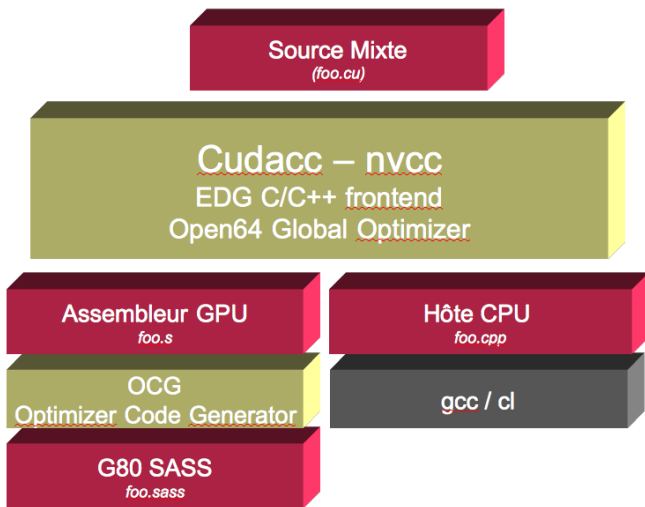 Source Mixte
(foo.cu)
Cudacc – nvcc
EDG C/C++ frontend
Open64 Global Optimizer
Assembleur GPU
foo.s
Hôte CPU
foo.cpp
OCG
Optimizer Code Generator
gcc / cl
G80 SASS
foo.sass